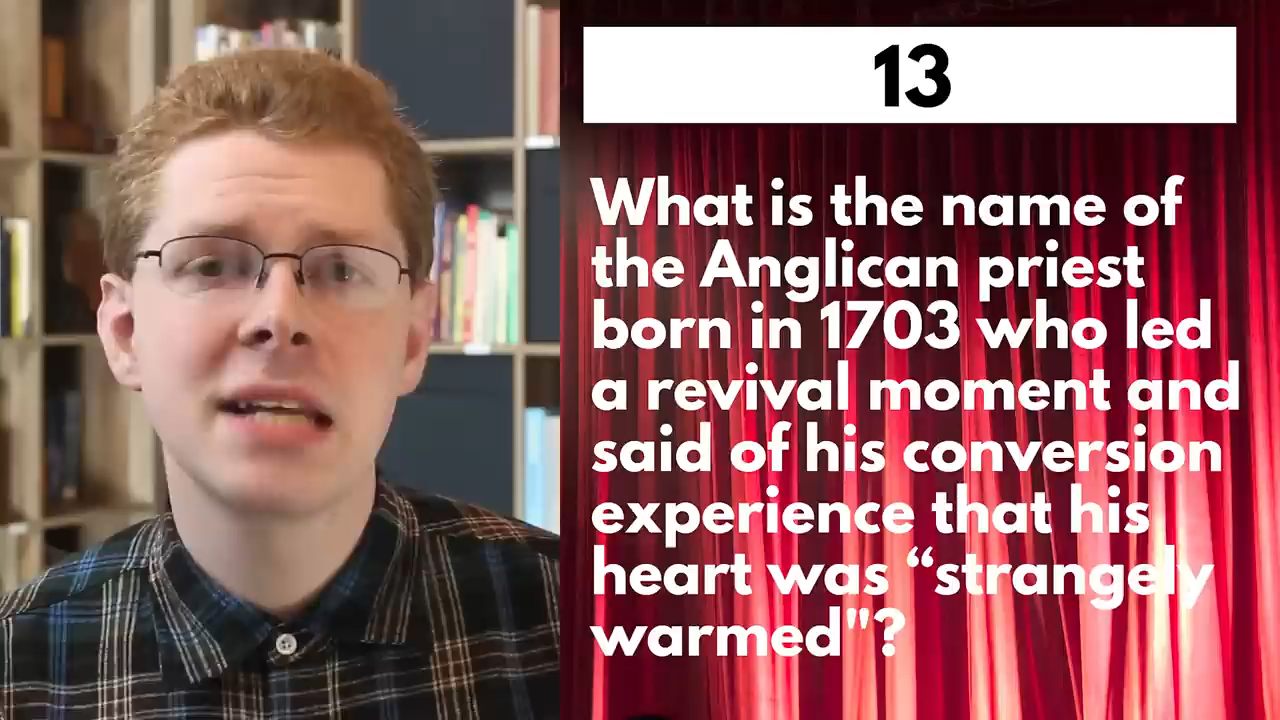 13
What is the name of
the Anglican priest
born in 1703 who led
a revival moment and
said of his conversion
experience that his
heart was “strangely
warmed"?